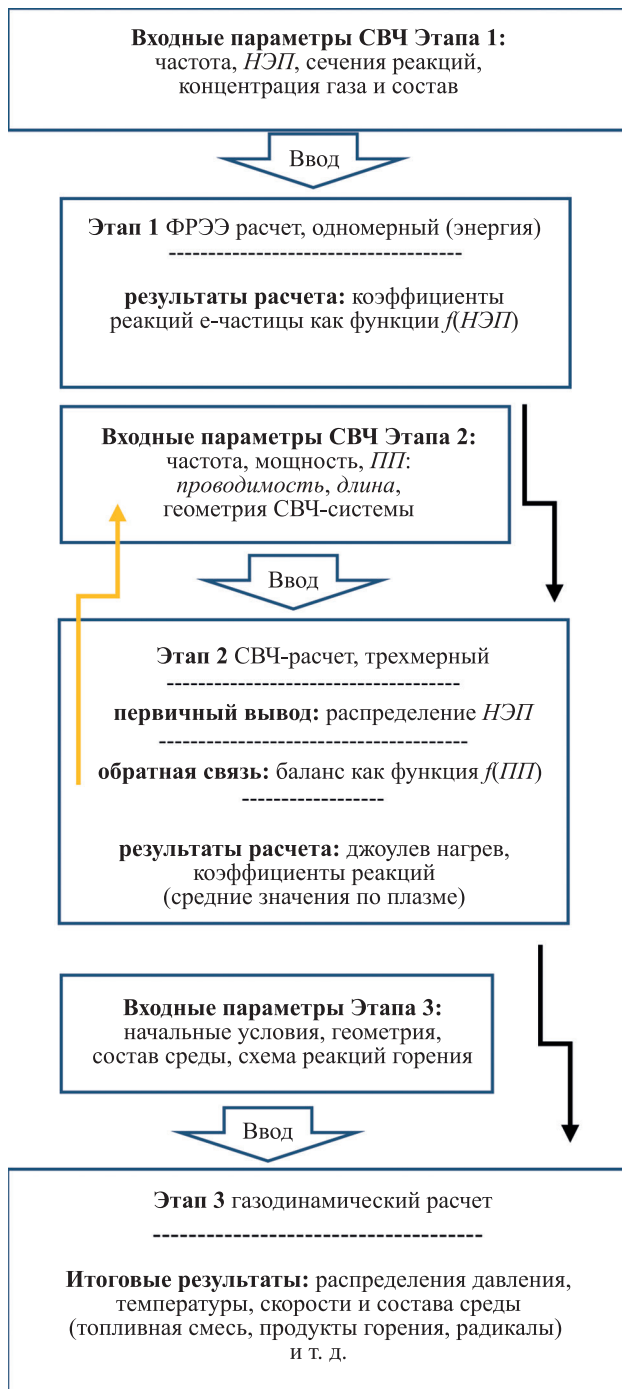 Входные параметры СВЧ Этапа 1:
частота, НЭП, сечения реакций,
концентрация газа и состав
Ввод
Этап 1 ФРЭЭ расчет, одномерный (энергия)
-------------------------------------
результаты расчета: коэффициенты
реакций е-частицы как функции f(НЭП)
Входные параметры СВЧ Этапа 2:
частота, мощность, ПП:
проводимость, длина,
геометрия СВЧ-системы
Ввод
Этап 2 СВЧ-расчет, трехмерный
-------------------------------------
первичный вывод: распределение НЭП
---------------------------------------
обратная связь: баланс как функция f(ПП)
------------------
результаты расчета: джоулев нагрев,
коэффициенты реакций
(средние значения по плазме)
Входные параметры Этапа 3:
начальные условия, геометрия,
состав среды, схема реакций горения
Ввод
Этап 3 газодинамический расчет
-------------------------------------
Итоговые результаты: распределения давления,
температуры, скорости и состава среды
(топливная смесь, продукты горения, радикалы)
и т. д.